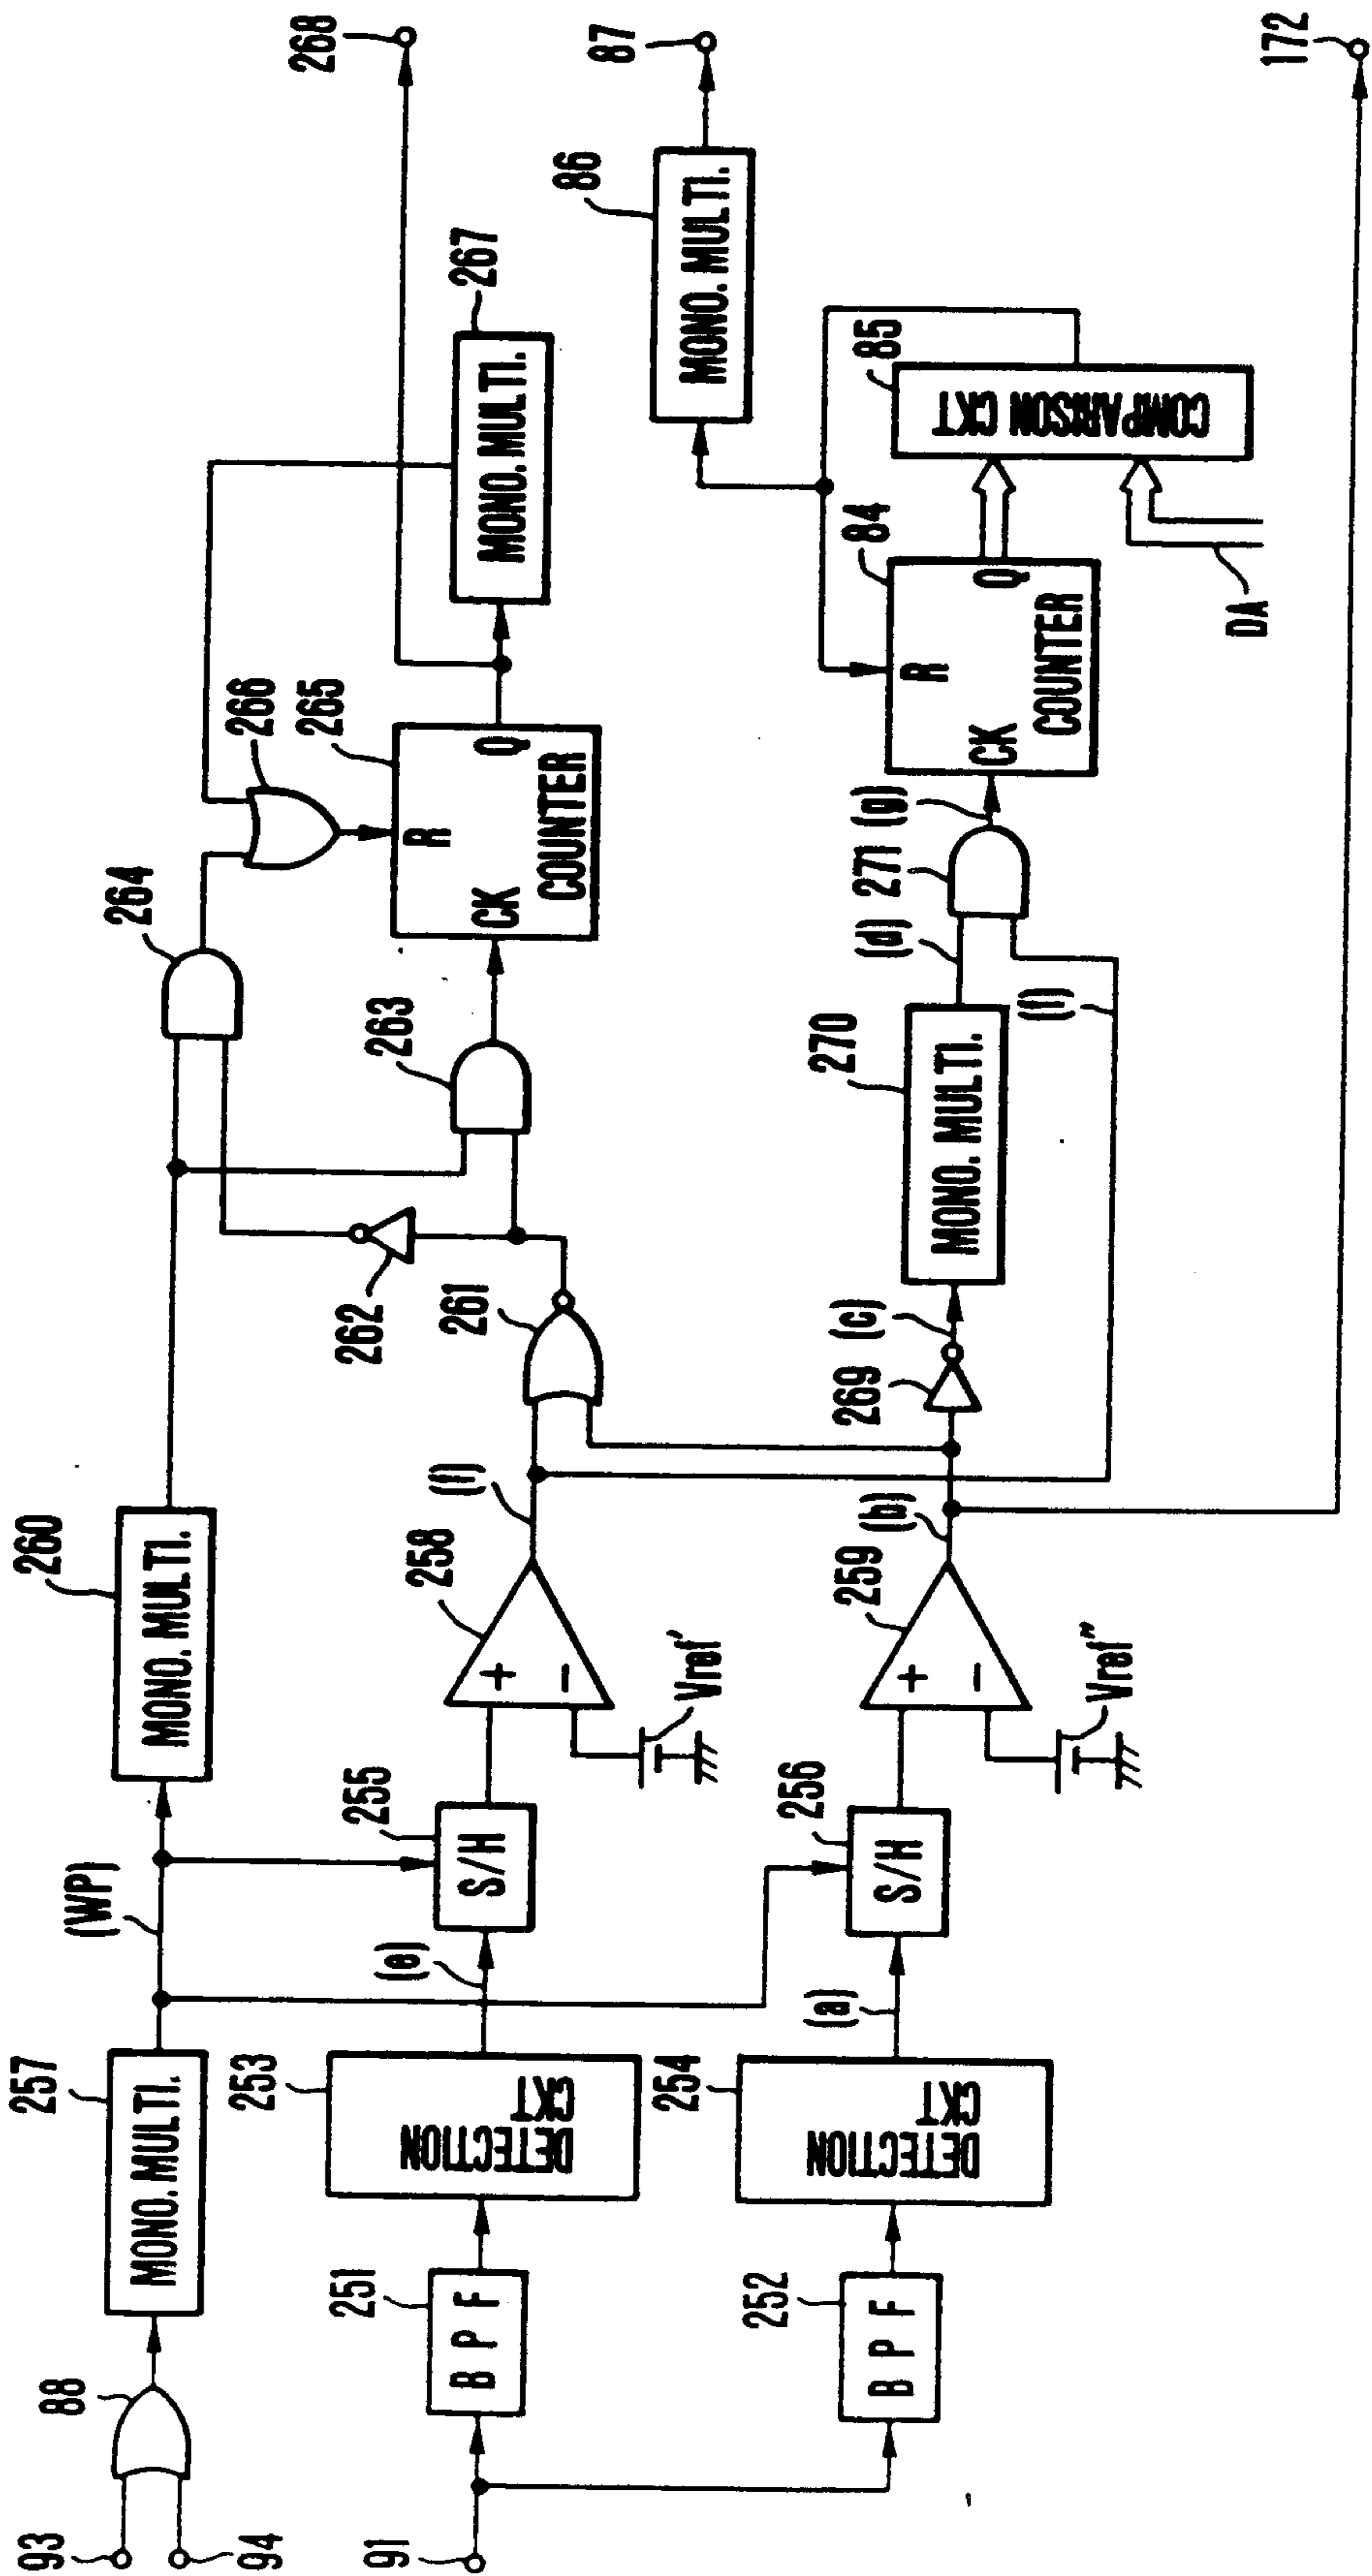 93
94
88
257
MONO. MULTI.
(WP)
260
MONO. MULTI.
264
266
268
91
251
B P F
253
DETECTION
CKT
(e)
255
S/H
258
+
−
Vref'
(f)
261
262
263
265
R
CK
Q
COUNTER
267
MONO. MULTI.
252
B P F
254
DETECTION
CKT
(a)
256
S/H
259
+
−
Vref"
(b)
269
(c)
270
MONO. MULTI.
(d)
(f)
271
(g)
84
R
CK
Q
COUNTER
85
COMPARISON CKT
DA
86
MONO. MULTI.
87
172